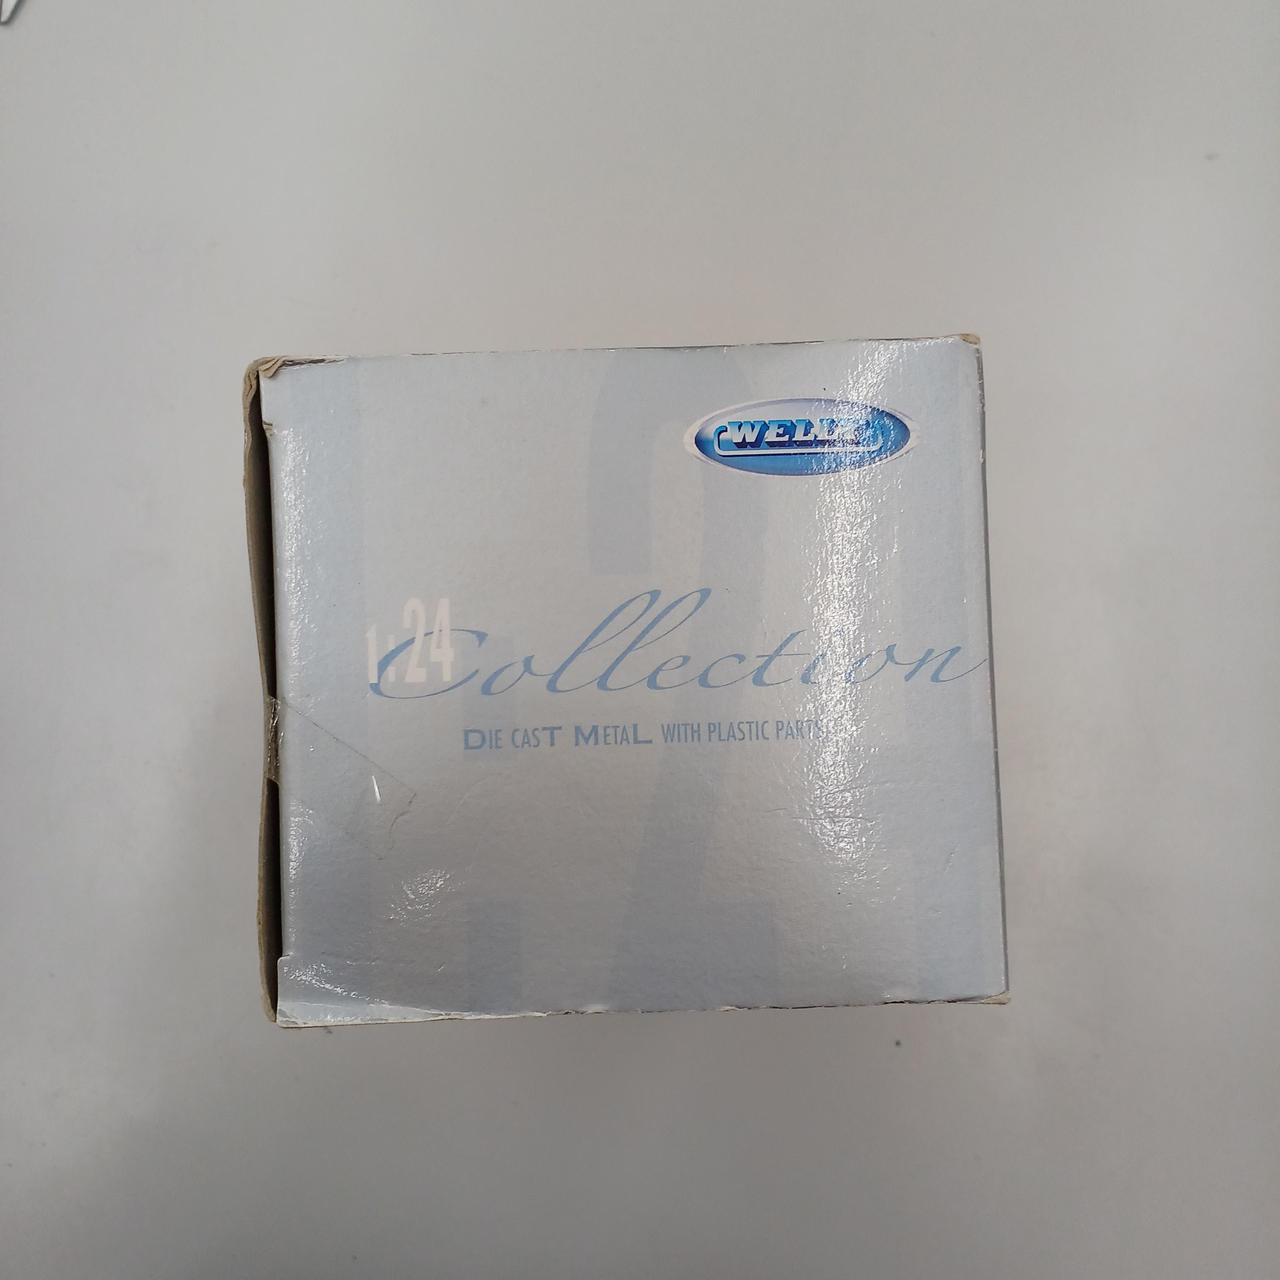 WELLY
1:24 Collection
DIE CAST METAL WITH PLASTIC PARTS